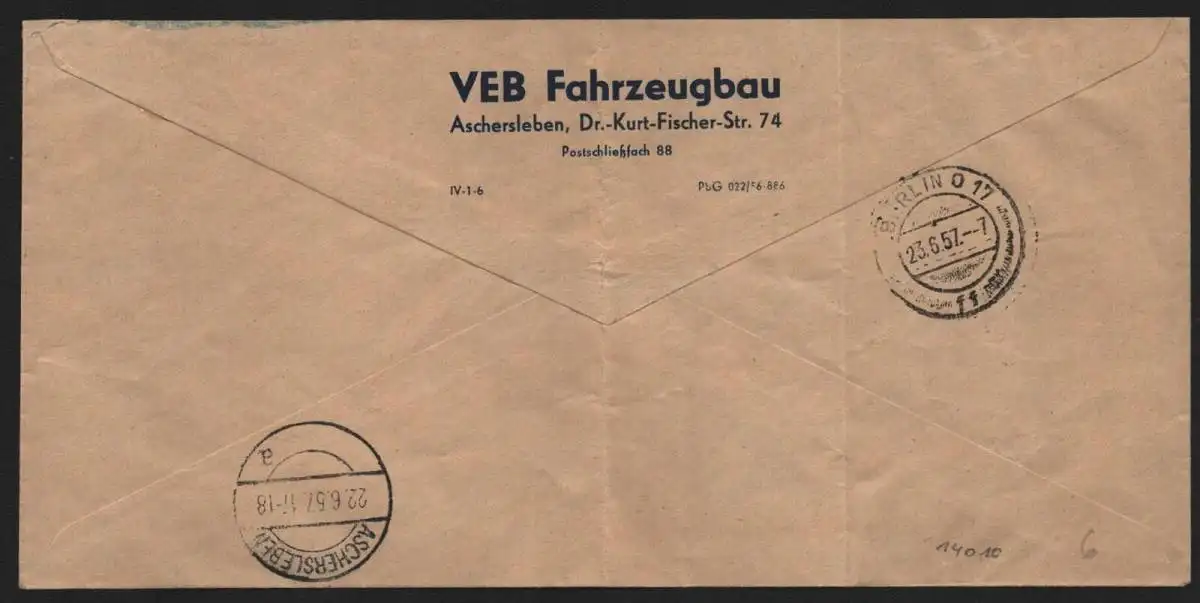 VEB Fahrzeugbau
Aschersleben, Dr.-Kurt-Fischer-Str. 74
Postschließfach 88
IV-1-6
PbG 022/56-886
BERLIN O 17
23.6.57.--7
ff
a
22.6.57.17-18
ASCHERSLEBEN
14010
6